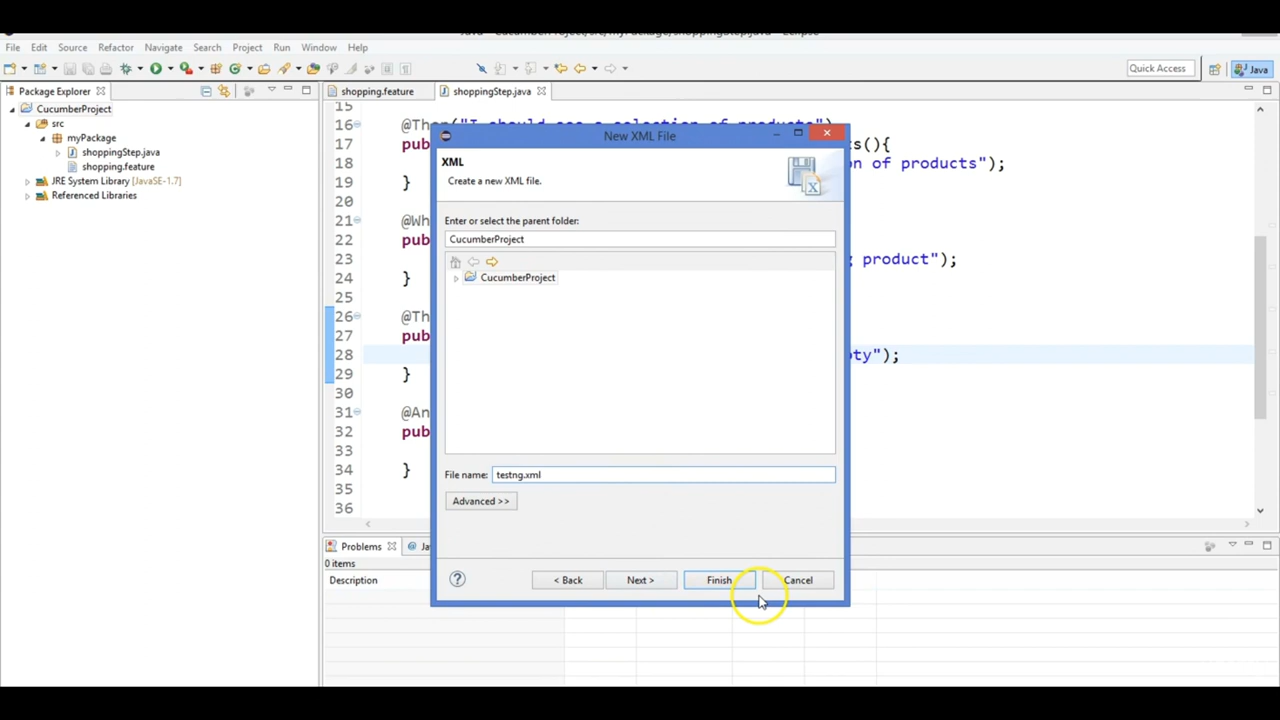 File Edit Source Refactor Navigate Search Project Run Window Help
Quick Access
Java
Package Explorer
shopping.feature
shoppingStep.java
CucumberProject
src
myPackage
shoppingStep.java
shopping.feature
JRE System Library [JavaSE-1.7]
Referenced Libraries
15
16 @Then("I should see a selection of products")
17 pub s(){
18 on of products");
19 }
20
21 @Wh
22 pub
23 product");
24 }
25
26 @Th
27 pub
28 ty");
29 }
30
31 @An
32 pub
33
34 }
35
36
New XML File
XML
Create a new XML file.
Enter or select the parent folder:
CucumberProject
CucumberProject
File name: testng.xml
Advanced >>
? < Back Next > Finish Cancel
Problems @ Ja
0 items
Description